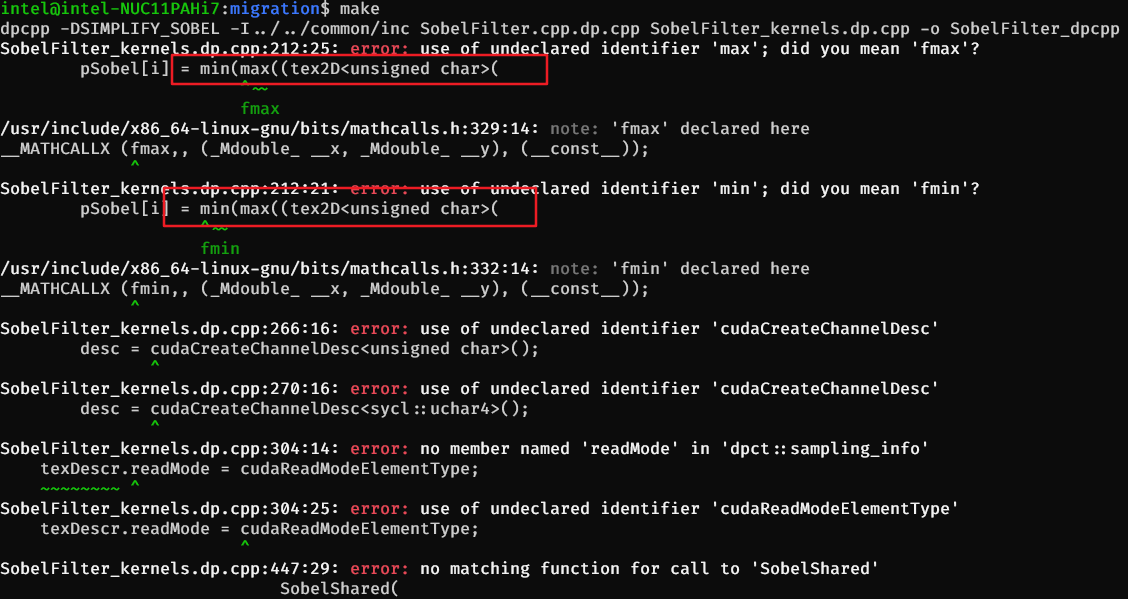 intel@intel-NUC11PAHi7:migration$ make
dpcpp -DSIMPLIFY_SOBEL -I../../common/inc SobelFilter.cpp.dp.cpp SobelFilter_kernels.dp.cpp -o SobelFilter_dpcpp
SobelFilter_kernels.dp.cpp:212:25: error: use of undeclared identifier 'max'; did you mean 'fmax'?
        pSobel[i] = min(max((tex2D<unsigned char>(
                        ^~~
                        fmax
/usr/include/x86_64-linux-gnu/bits/mathcalls.h:329:14: note: 'fmax' declared here
__MATHCALLX (fmax,, (_Mdouble_ __x, _Mdouble_ __y), (__const__));
             ^
SobelFilter_kernels.dp.cpp:212:21: error: use of undeclared identifier 'min'; did you mean 'fmin'?
        pSobel[i] = min(max((tex2D<unsigned char>(
                    ^~~
                    fmin
/usr/include/x86_64-linux-gnu/bits/mathcalls.h:332:14: note: 'fmin' declared here
__MATHCALLX (fmin,, (_Mdouble_ __x, _Mdouble_ __y), (__const__));
             ^
SobelFilter_kernels.dp.cpp:266:16: error: use of undeclared identifier 'cudaCreateChannelDesc'
        desc = cudaCreateChannelDesc<unsigned char>();
               ^
SobelFilter_kernels.dp.cpp:270:16: error: use of undeclared identifier 'cudaCreateChannelDesc'
        desc = cudaCreateChannelDesc<sycl::uchar4>();
               ^
SobelFilter_kernels.dp.cpp:304:14: error: no member named 'readMode' in 'dpct::sampling_info'
    texDescr.readMode = cudaReadModeElementType;
    ~~~~~~~~ ^
SobelFilter_kernels.dp.cpp:304:25: error: use of undeclared identifier 'cudaReadModeElementType'
    texDescr.readMode = cudaReadModeElementType;
                        ^
SobelFilter_kernels.dp.cpp:447:29: error: no matching function for call to 'SobelShared'
                            SobelShared(